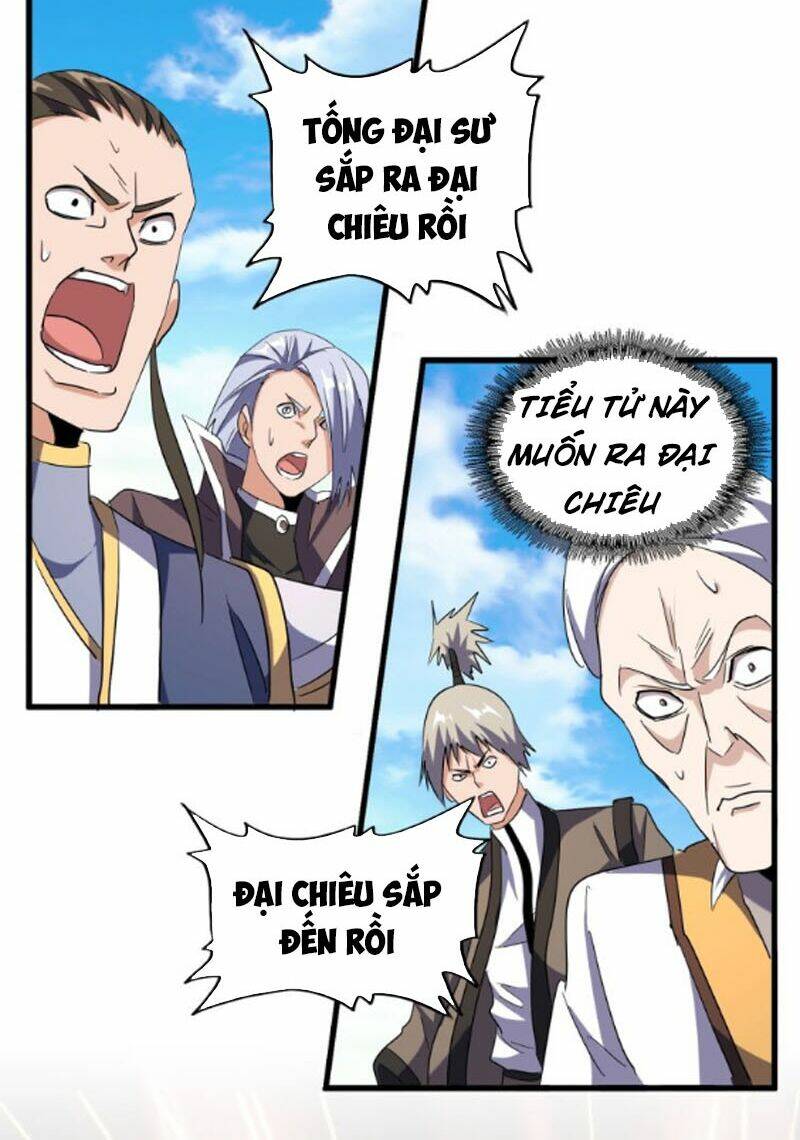 TỐNG ĐẠI SƯ
SẮP RA ĐẠI
CHIÊU RỒI
TIỂU TỬ NÀY
MUỐN RA ĐẠI
CHIÊU
ĐẠI CHIÊU SẮP
ĐẾN RỒI